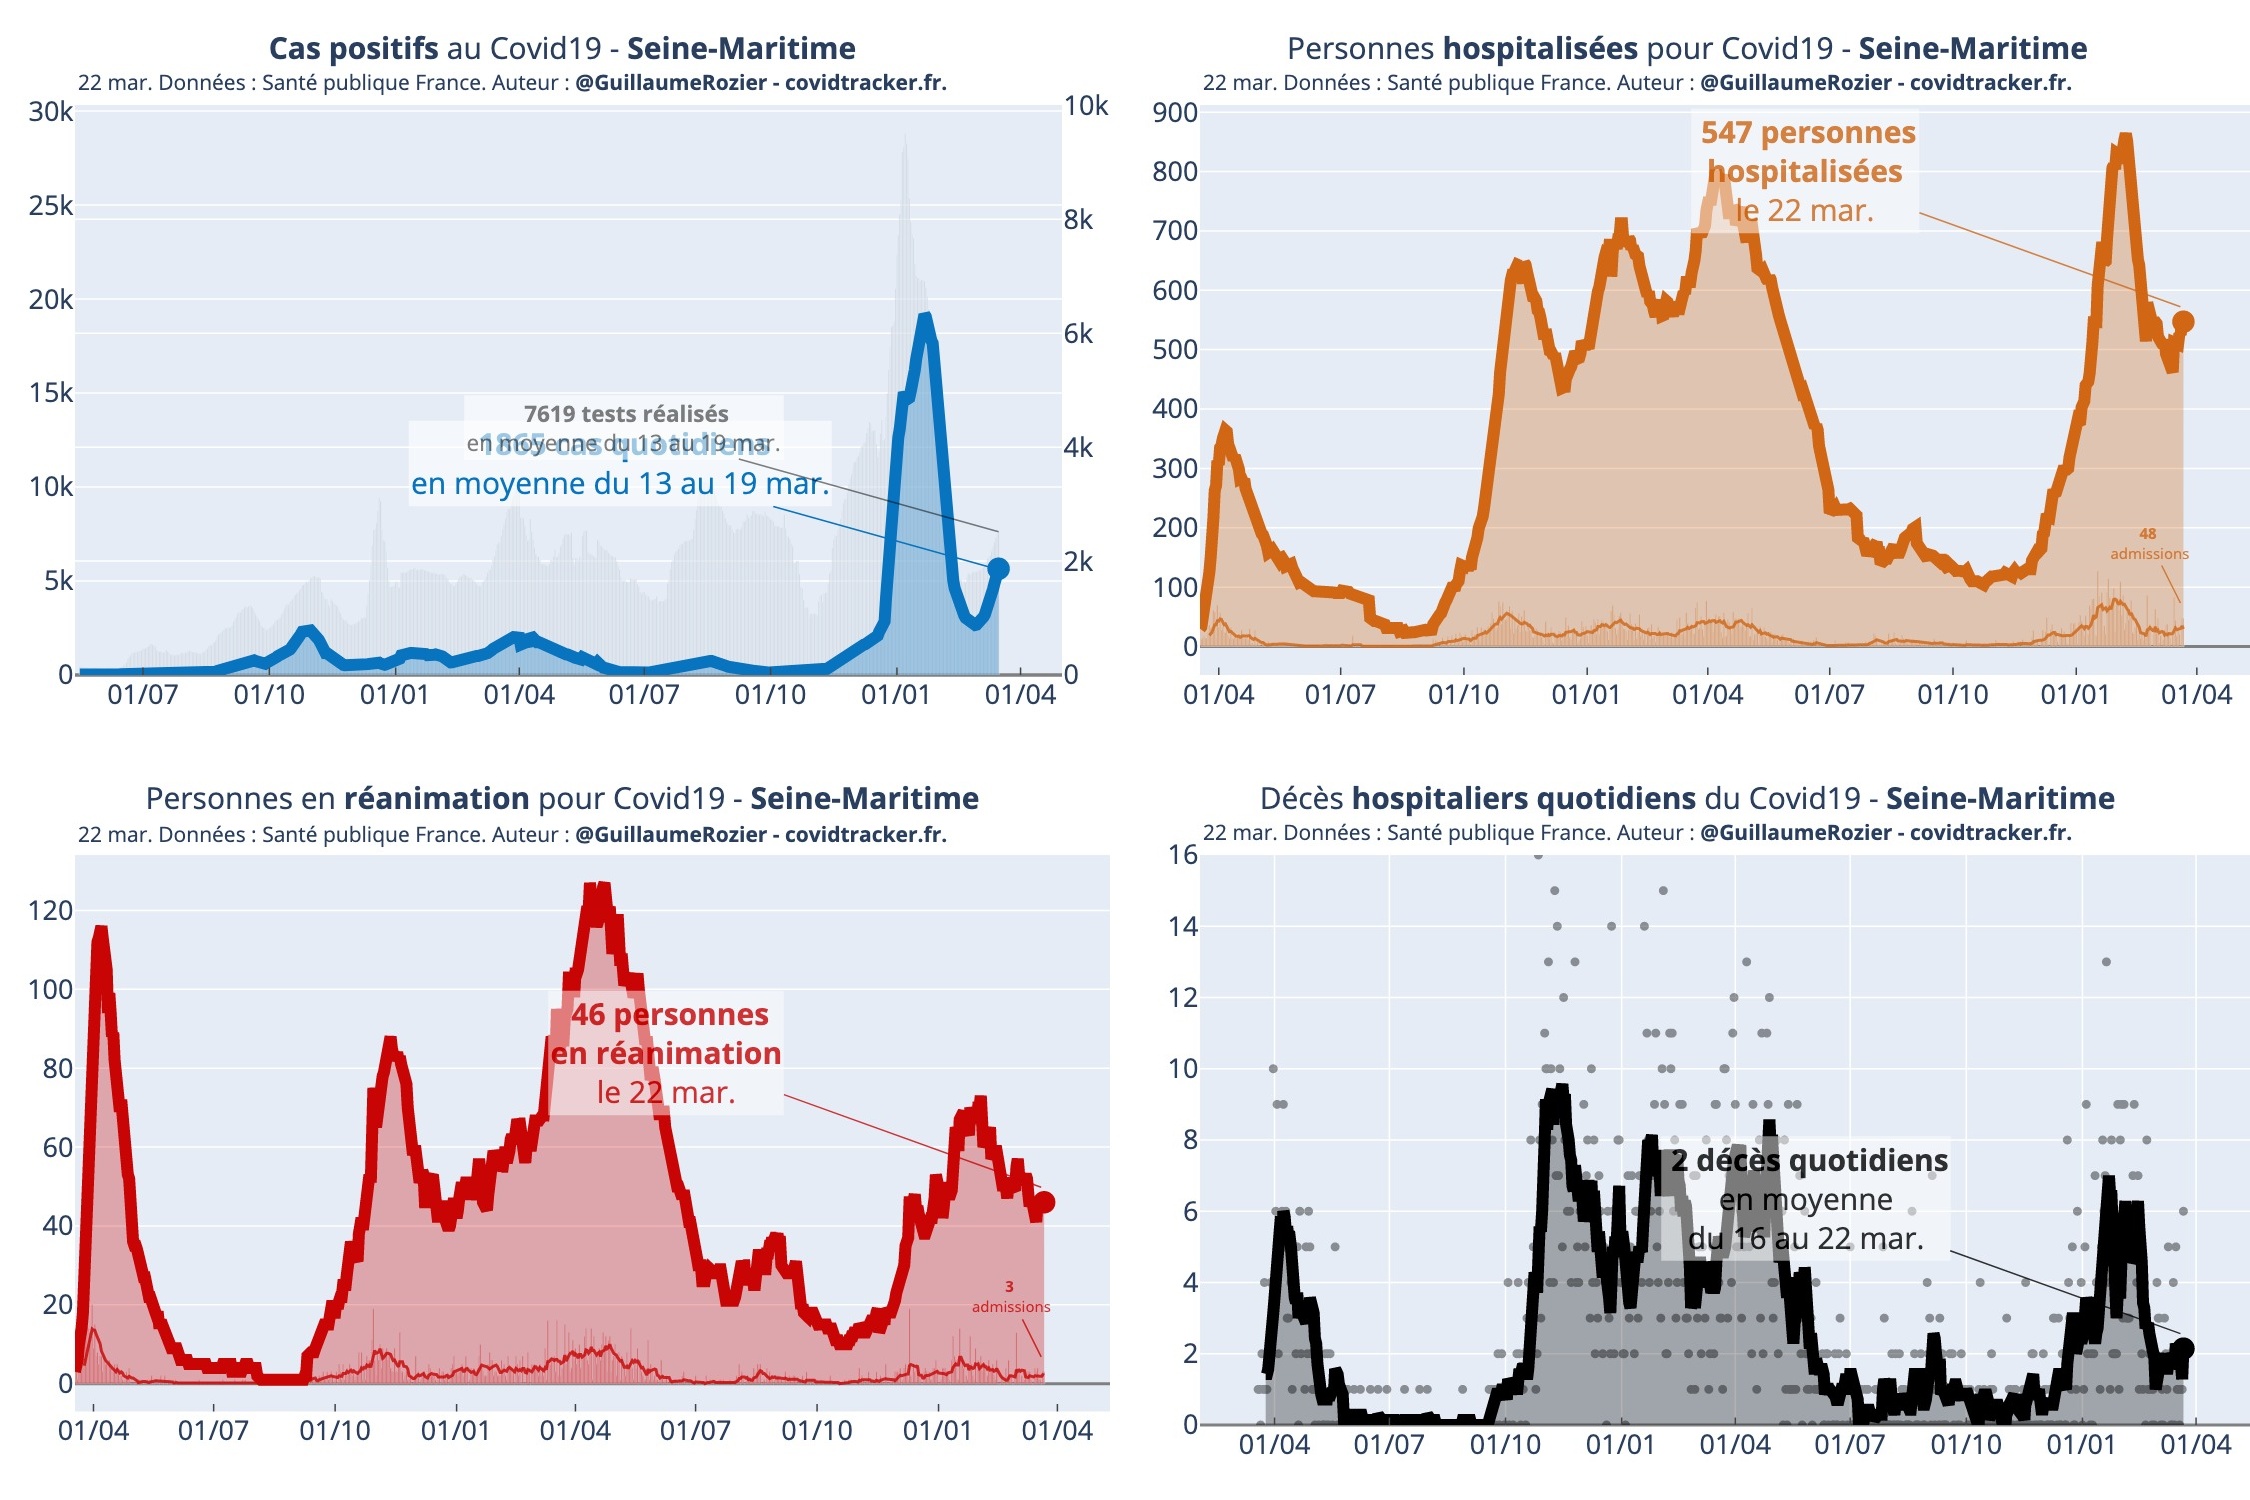 Cas positifs au Covid19 - Seine-Maritime
22 mar. Données : Santé publique France. Auteur : @GuillaumeRozier - covidtracker.fr.
30k
25k
20k
15k
10k
5k
0
10k
8k
6k
4k
2k
0
7619 tests réalisés
en moyenne du 13 au 19 mar.
1865 cas quotidiens
en moyenne du 13 au 19 mar.
01/07 01/10 01/01 01/04 01/07 01/10 01/01 01/04
Personnes hospitalisées pour Covid19 - Seine-Maritime
22 mar. Données : Santé publique France. Auteur : @GuillaumeRozier - covidtracker.fr.
900
800
700
600
500
400
300
200
100
0
547 personnes
hospitalisées
le 22 mar.
48
admissions
01/04 01/07 01/10 01/01 01/04 01/07 01/10 01/01 01/04
Personnes en réanimation pour Covid19 - Seine-Maritime
22 mar. Données : Santé publique France. Auteur : @GuillaumeRozier - covidtracker.fr.
120
100
80
60
40
20
0
46 personnes
en réanimation
le 22 mar.
3
admissions
01/04 01/07 01/10 01/01 01/04 01/07 01/10 01/01 01/04
Décès hospitaliers quotidiens du Covid19 - Seine-Maritime
22 mar. Données : Santé publique France. Auteur : @GuillaumeRozier - covidtracker.fr.
16
14
12
10
8
6
4
2
0
2 décès quotidiens
en moyenne
du 16 au 22 mar.
01/04 01/07 01/10 01/01 01/04 01/07 01/10 01/01 01/04